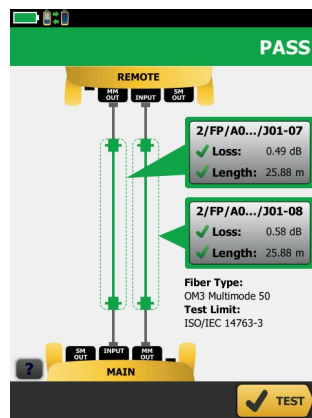 PASS
REMOTE
MM OUT
INPUT
SM OUT
2/FP/A0.../J01-07
Loss: 0.49 dB
Length: 25.88 m
2/FP/A0.../J01-08
Loss: 0.58 dB
Length: 25.88 m
Fiber Type:
OM3 Multimode 50
Test Limit:
ISO/IEC 14763-3
SM OUT
INPUT
MM OUT
MAIN
?
TEST